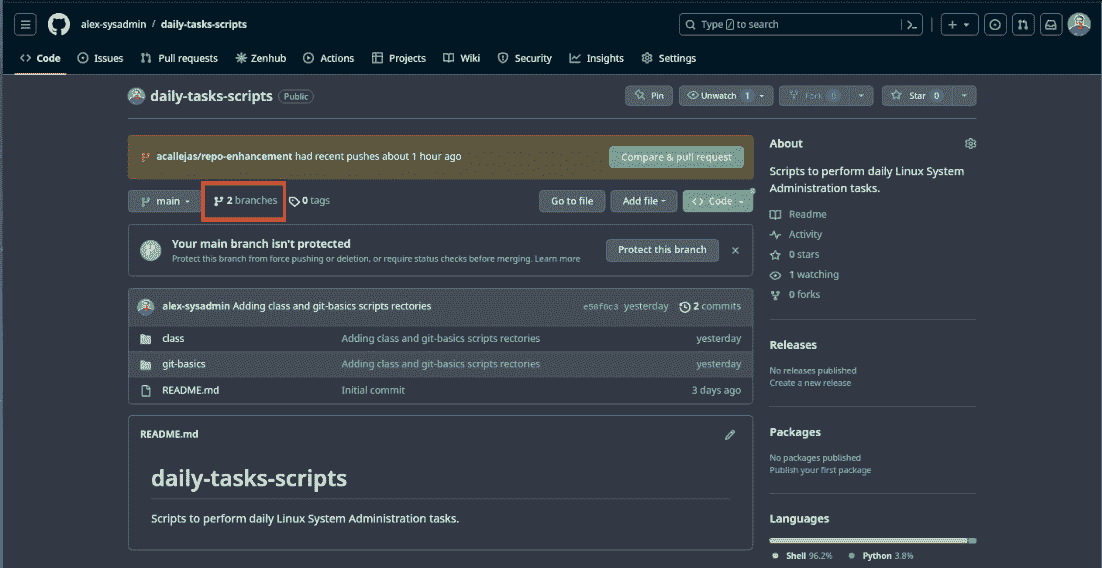 alex-sysadmin / daily-tasks-scripts
Type / to search
Code Issues Pull requests Zenhub Actions Projects Wiki Security Insights Settings
daily-tasks-scripts Public
Pin Unwatch 1 Fork Star 0
acallejas/repo-enhancement had recent pushes about 1 hour ago
Compare & pull request
main 2 branches 0 tags
Go to file Add file Code
Your main branch isn't protected
Protect this branch from force pushing or deletion, or require status checks before merging. Learn more
Protect this branch
alex-sysadmin Adding class and git-basics scripts rectories
yesterday 2 commits
class Adding class and git-basics scripts rectories yesterday
git-basics Adding class and git-basics scripts rectories yesterday
README.md Initial commit 3 days ago
README.md
daily-tasks-scripts
Scripts to perform daily Linux System Administration tasks.
About
Scripts to perform daily Linux System
Administration tasks.
Readme
Activity
0 stars
1 watching
0 forks
Releases
No releases published
Create a new release
Packages
No packages published
Publish your first package
Languages
Shell 96.2% Python 3.8%